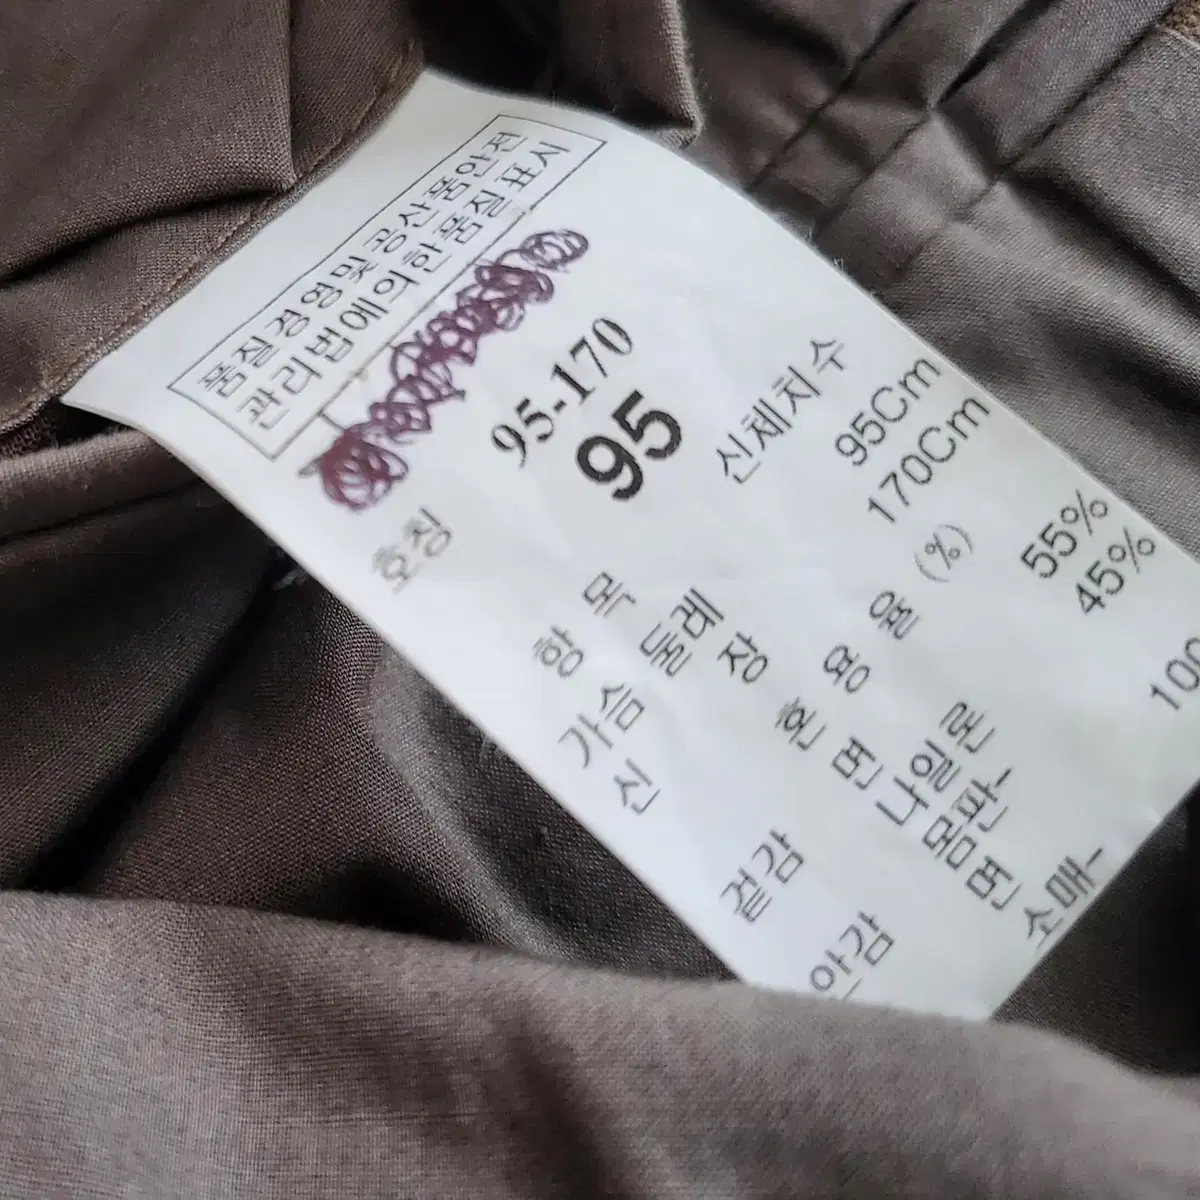 품질경영및 공산품안전
관리법에의한품질 표시
호칭 95-170
95
항 목 신체치수
가슴 둘레 95Cm
신 장 170Cm
혼 용 율 (%)
겉감 면 55%
나일론 45%
안감 몸판-
면 100
소매-